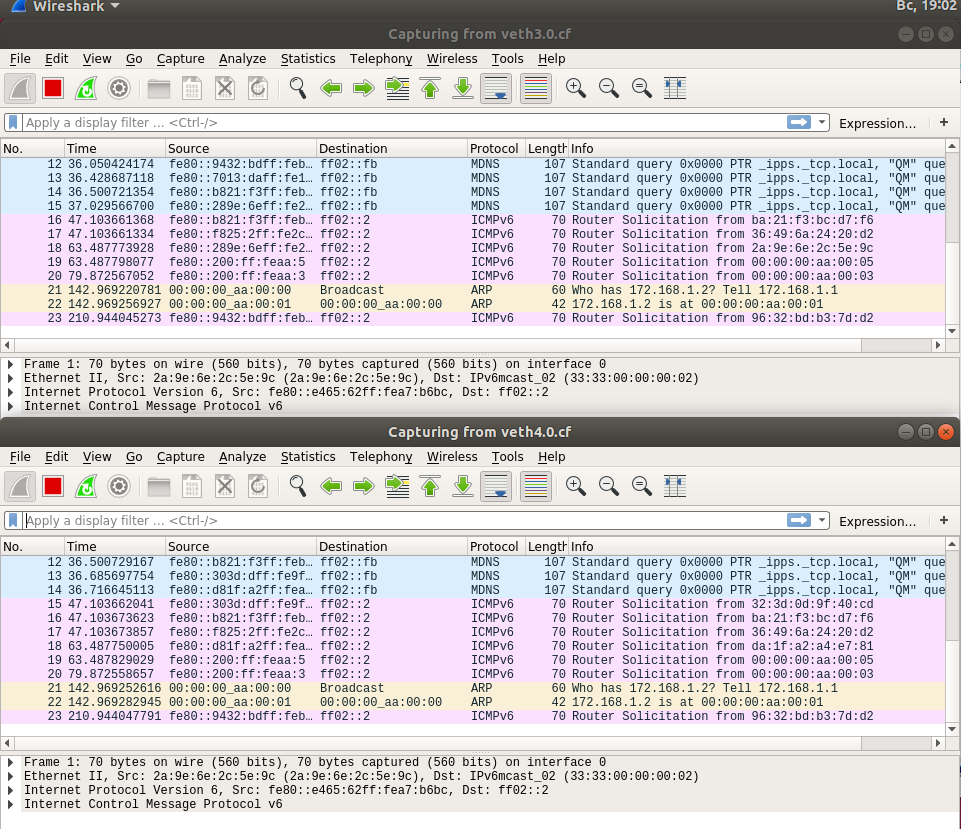 Wireshark Вс, 19:02
Capturing from veth3.0.cf
File Edit View Go Capture Analyze Statistics Telephony Wireless Tools Help
Apply a display filter ... <Ctrl-/> Expression... +
No. Time Source Destination Protocol Length Info
12 36.050424174 fe80::9432:bdff:feb… ff02::fb MDNS 107 Standard query 0x0000 PTR _ipps._tcp.local, "QM" que
13 36.428687118 fe80::7013:daff:fe1… ff02::fb MDNS 107 Standard query 0x0000 PTR _ipps._tcp.local, "QM" que
14 36.500721354 fe80::b821:f3ff:feb… ff02::fb MDNS 107 Standard query 0x0000 PTR _ipps._tcp.local, "QM" que
15 37.029566700 fe80::289e:6eff:fe2… ff02::fb MDNS 107 Standard query 0x0000 PTR _ipps._tcp.local, "QM" que
16 47.103661368 fe80::b821:f3ff:feb… ff02::2 ICMPv6 70 Router Solicitation from ba:21:f3:bc:d7:f6
17 47.103661334 fe80::f825:2ff:fe2c… ff02::2 ICMPv6 70 Router Solicitation from 36:49:6a:24:20:d2
18 63.487773928 fe80::289e:6eff:fe2… ff02::2 ICMPv6 70 Router Solicitation from 2a:9e:6e:2c:5e:9c
19 63.487798077 fe80::200:ff:feaa:5 ff02::2 ICMPv6 70 Router Solicitation from 00:00:00:aa:00:05
20 79.872567052 fe80::200:ff:feaa:3 ff02::2 ICMPv6 70 Router Solicitation from 00:00:00:aa:00:03
21 142.969220781 00:00:00_aa:00:00 Broadcast ARP 60 Who has 172.168.1.2? Tell 172.168.1.1
22 142.969256927 00:00:00_aa:00:01 00:00:00_aa:00:00 ARP 42 172.168.1.2 is at 00:00:00:aa:00:01
23 210.944045273 fe80::9432:bdff:feb… ff02::2 ICMPv6 70 Router Solicitation from 96:32:bd:b3:7d:d2
Frame 1: 70 bytes on wire (560 bits), 70 bytes captured (560 bits) on interface 0
Ethernet II, Src: 2a:9e:6e:2c:5e:9c (2a:9e:6e:2c:5e:9c), Dst: IPv6mcast_02 (33:33:00:00:00:02)
Internet Protocol Version 6, Src: fe80::e465:62ff:fea7:b6bc, Dst: ff02::2
Internet Control Message Protocol v6
Capturing from veth4.0.cf
File Edit View Go Capture Analyze Statistics Telephony Wireless Tools Help
Apply a display filter ... <Ctrl-/> Expression... +
No. Time Source Destination Protocol Length Info
12 36.500729167 fe80::b821:f3ff:feb… ff02::fb MDNS 107 Standard query 0x0000 PTR _ipps._tcp.local, "QM" que
13 36.685697754 fe80::303d:dff:fe9f… ff02::fb MDNS 107 Standard query 0x0000 PTR _ipps._tcp.local, "QM" que
14 36.716645113 fe80::d81f:a2ff:fea… ff02::fb MDNS 107 Standard query 0x0000 PTR _ipps._tcp.local, "QM" que
15 47.103662041 fe80::303d:dff:fe9f… ff02::2 ICMPv6 70 Router Solicitation from 32:3d:0d:9f:40:cd
16 47.103673623 fe80::b821:f3ff:feb… ff02::2 ICMPv6 70 Router Solicitation from ba:21:f3:bc:d7:f6
17 47.103673857 fe80::f825:2ff:fe2c… ff02::2 ICMPv6 70 Router Solicitation from 36:49:6a:24:20:d2
18 63.487750005 fe80::d81f:a2ff:fea… ff02::2 ICMPv6 70 Router Solicitation from da:1f:a2:a4:e7:81
19 63.487829029 fe80::200:ff:feaa:5 ff02::2 ICMPv6 70 Router Solicitation from 00:00:00:aa:00:05
20 79.872558657 fe80::200:ff:feaa:3 ff02::2 ICMPv6 70 Router Solicitation from 00:00:00:aa:00:03
21 142.969252616 00:00:00_aa:00:00 Broadcast ARP 60 Who has 172.168.1.2? Tell 172.168.1.1
22 142.969282945 00:00:00_aa:00:01 00:00:00_aa:00:00 ARP 42 172.168.1.2 is at 00:00:00:aa:00:01
23 210.944047791 fe80::9432:bdff:feb… ff02::2 ICMPv6 70 Router Solicitation from 96:32:bd:b3:7d:d2
Frame 1: 70 bytes on wire (560 bits), 70 bytes captured (560 bits) on interface 0
Ethernet II, Src: 2a:9e:6e:2c:5e:9c (2a:9e:6e:2c:5e:9c), Dst: IPv6mcast_02 (33:33:00:00:00:02)
Internet Protocol Version 6, Src: fe80::e465:62ff:fea7:b6bc, Dst: ff02::2
Internet Control Message Protocol v6